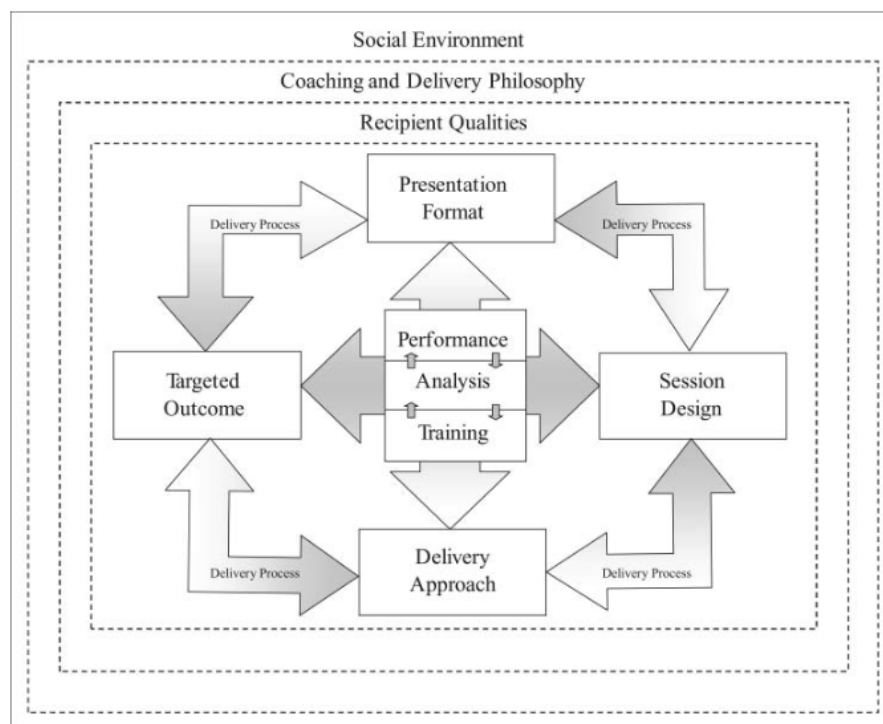 Social Environment
Coaching and Delivery Philosophy
Recipient Qualities
Presentation
Format
Delivery Process
Delivery Process
Performance
Targeted
Outcome
Analysis
Session
Design
Training
Delivery
Approach
Delivery Process
Delivery Process